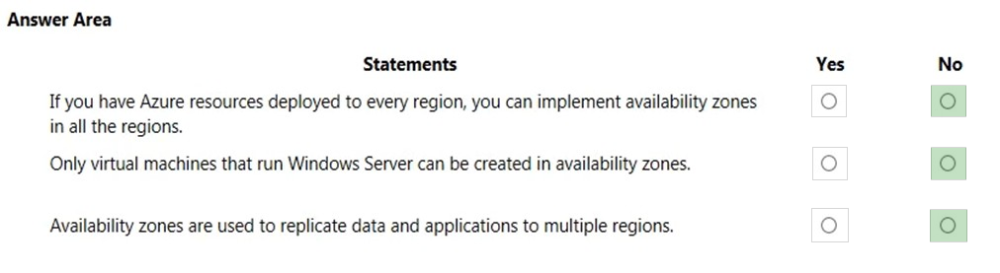 Answer Area
Statements Yes No
If you have Azure resources deployed to every region, you can implement availability zones
in all the regions.
Only virtual machines that run Windows Server can be created in availability zones.
Availability zones are used to replicate data and applications to multiple regions.